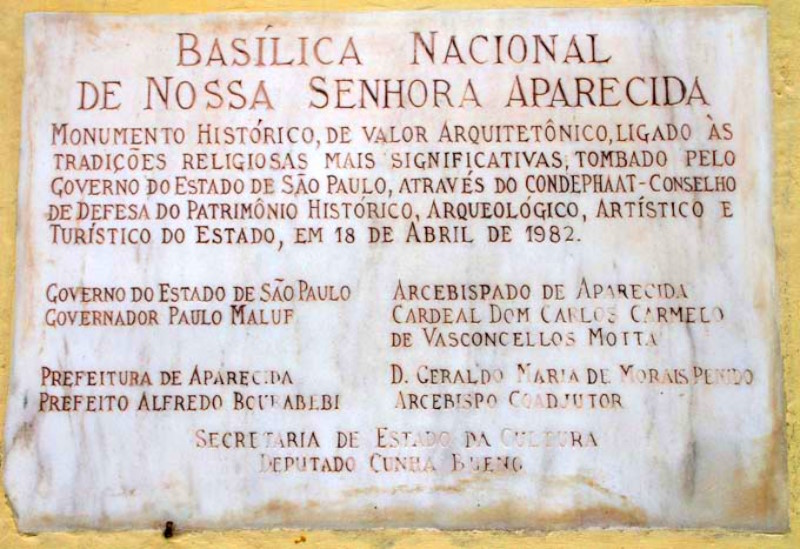 BASÍLICA NACIONAL
DE NOSSA SENHORA APARECIDA
MONUMENTO HISTÓRICO, DE VALOR ARQUITETÔNICO, LIGADO ÀS
TRADIÇÕES RELIGIOSAS MAIS SIGNIFICATIVAS, TOMBADO PELO
GOVERNO DO ESTADO DE SÃO PAULO, ATRAVÉS DO CONDEPHAAT-CONSELHO
DE DEFESA DO PATRIMÔNIO HISTÓRICO, ARQUEOLÓGICO, ARTÍSTICO E
TURÍSTICO DO ESTADO, EM 18 DE ABRIL DE 1982.
GOVERNO DO ESTADO DE SÃO PAULO
GOVERNADOR PAULO MALUF
ARCEBISPADO DE APARECIDA
CARDEAL DOM CARLOS CARMELO
DE VASCONCELLOS MOTTA
PREFEITURA DE APARECIDA
PREFEITO ALFREDO
D. GERALDO MARIA DE MORAIS PENIDO
ARCEBISPO COADJUTOR
SECRETARIA DE ESTADO DA CULTURA
DEPUTADO CUNHA BUENO